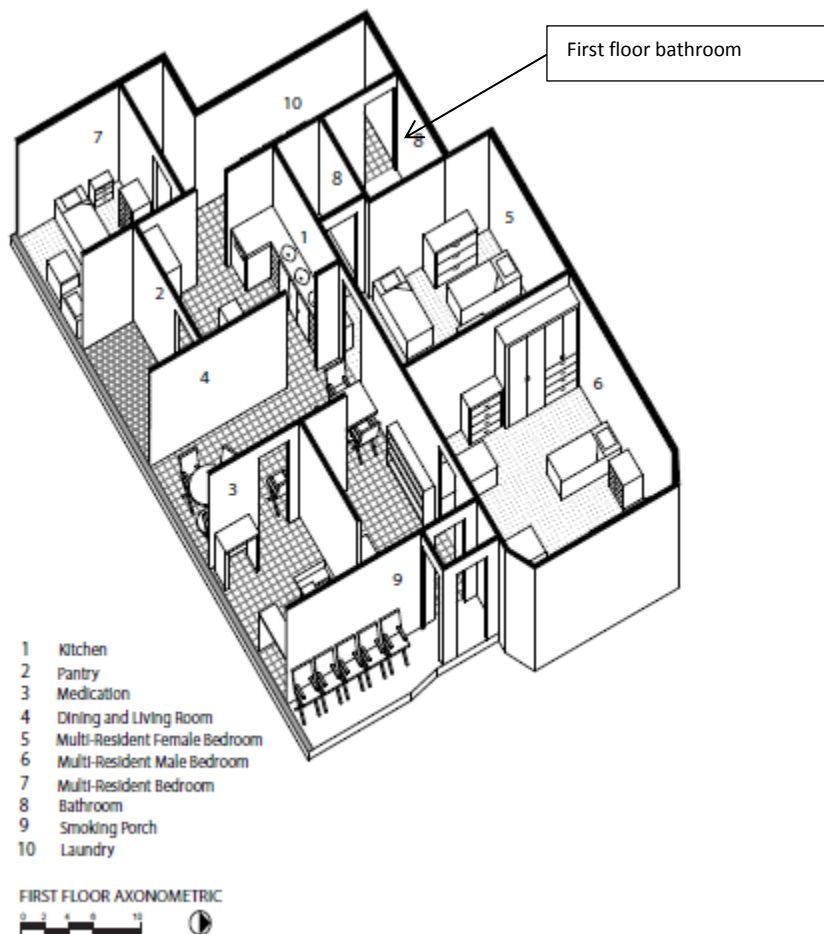 First floor bathroom
10
8
7
8
5
1
2
4
6
3
9
1 Kitchen
2 Pantry
3 Medication
4 Dining and Living Room
5 Multi-Resident Female Bedroom
6 Multi-Resident Male Bedroom
7 Multi-Resident Bedroom
8 Bathroom
9 Smoking Porch
10 Laundry
FIRST FLOOR AXONOMETRIC
0 2 4 6 10